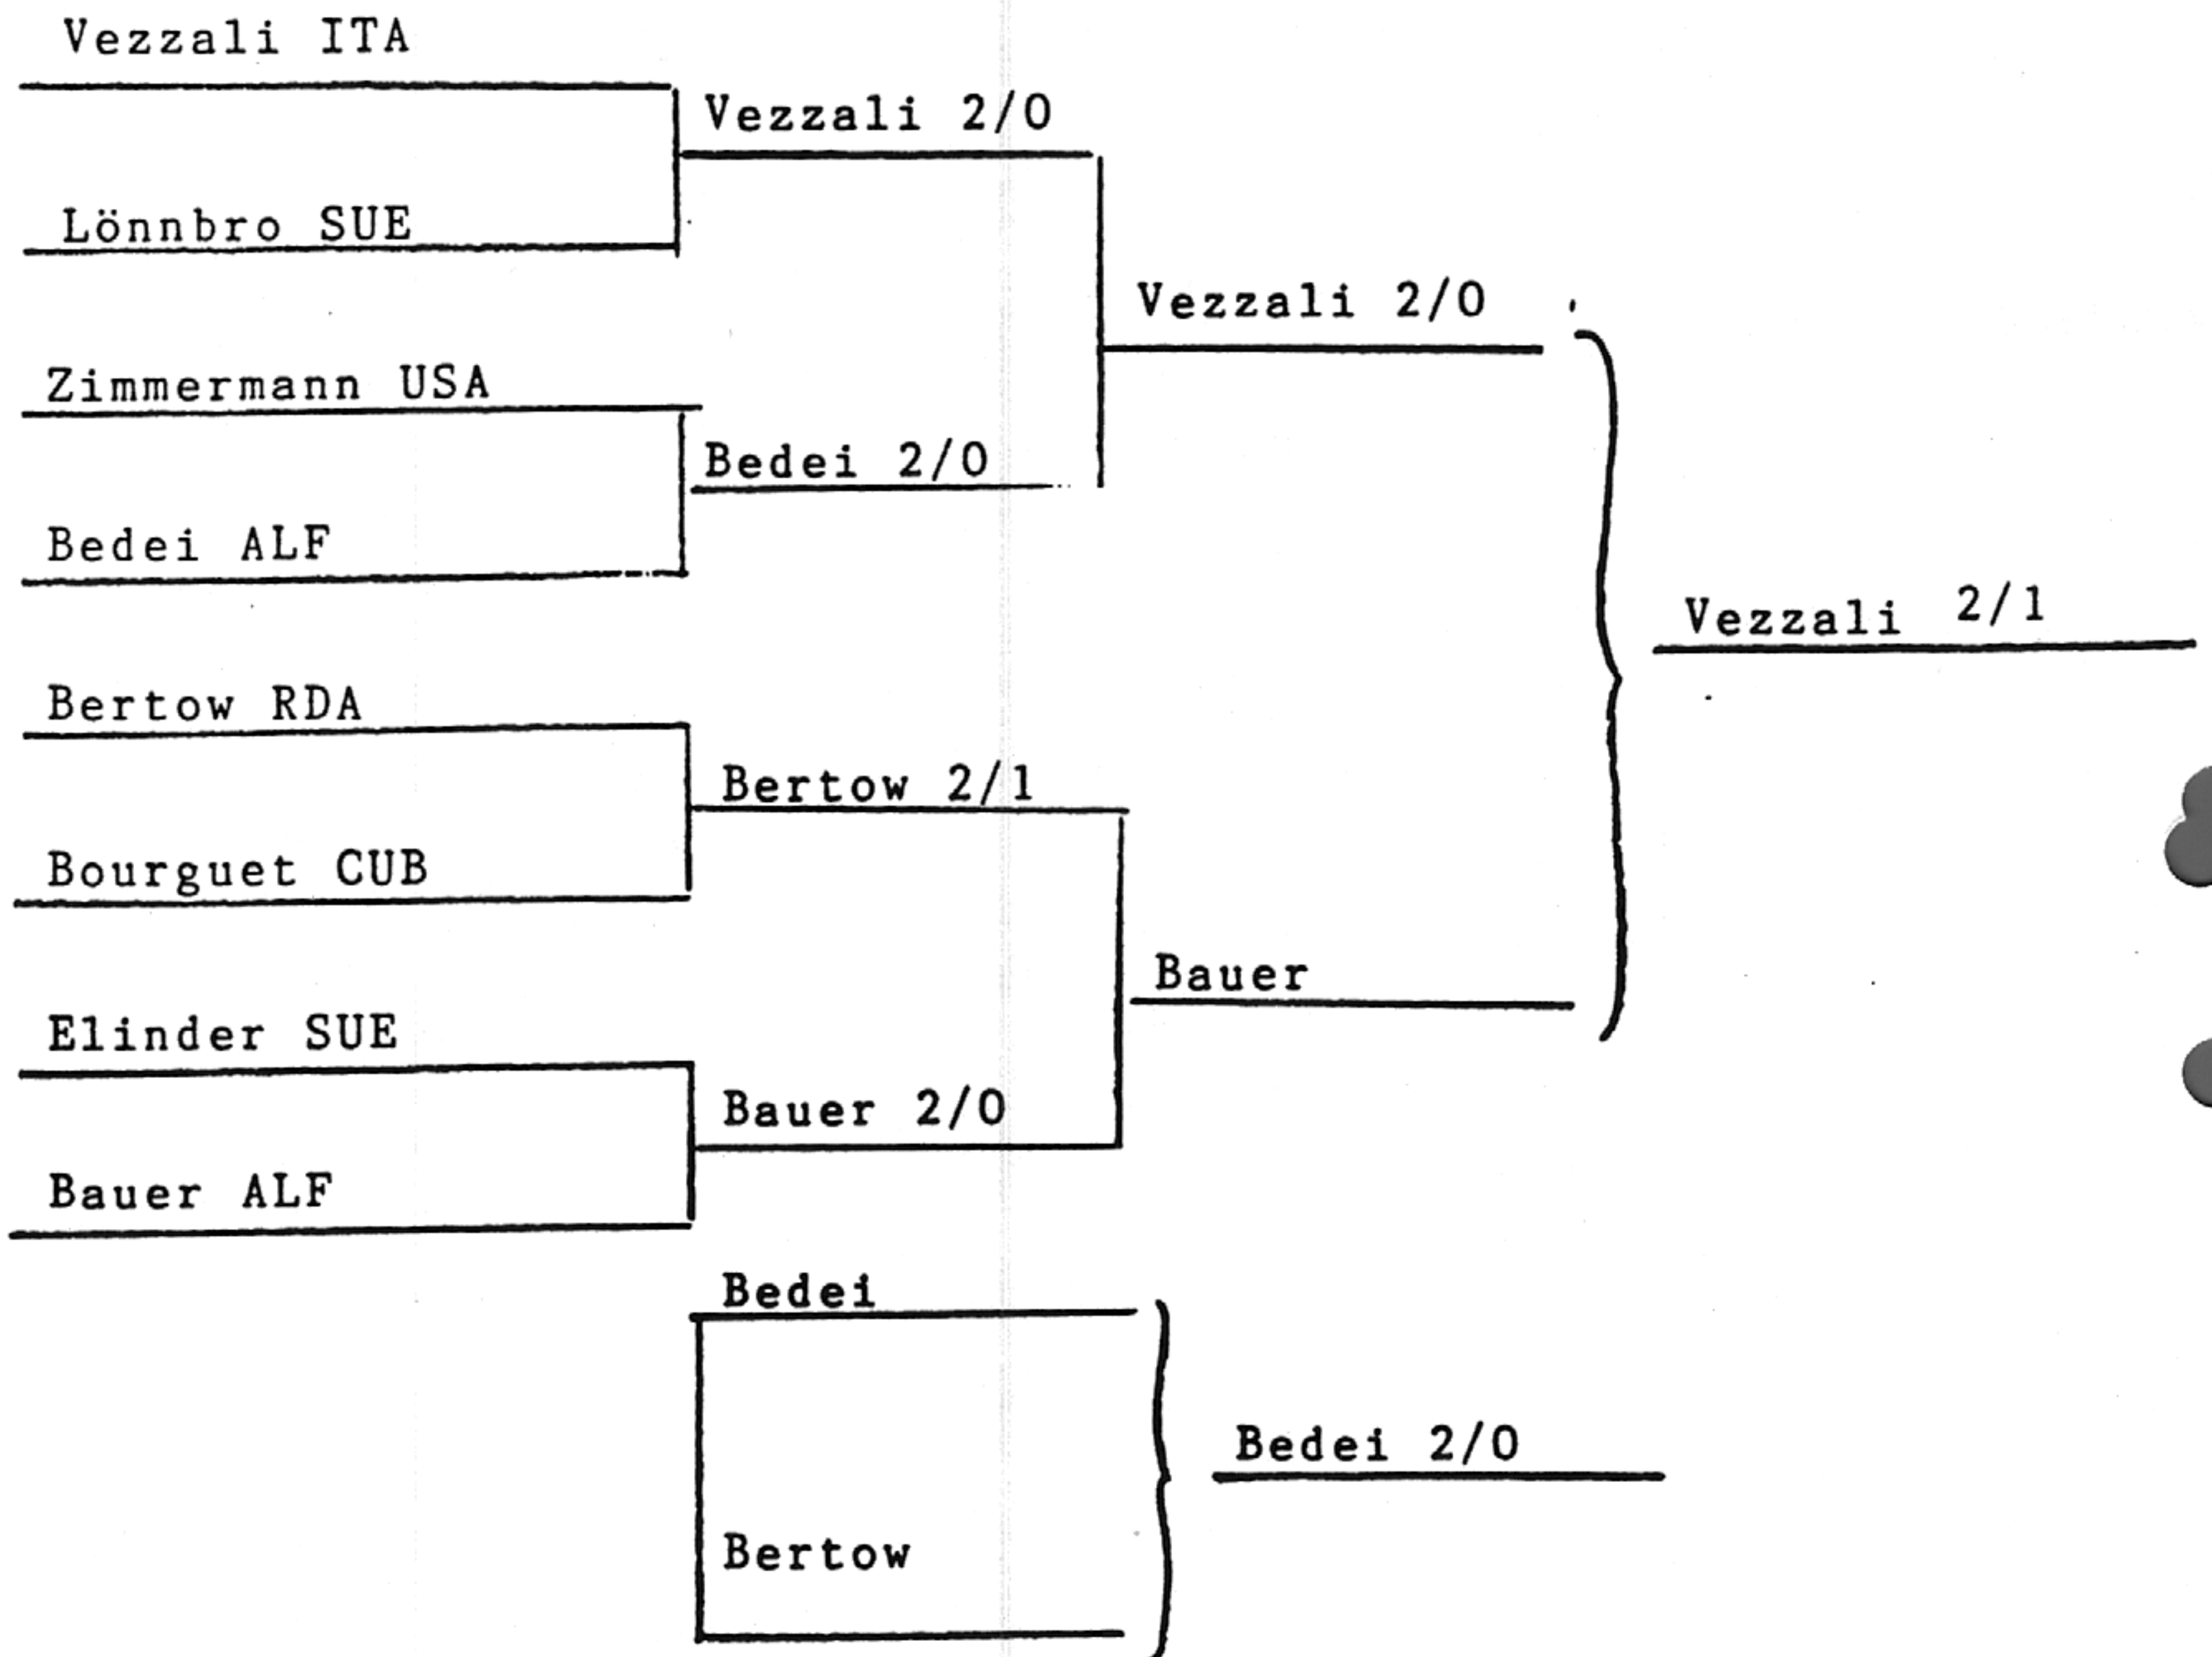 Vezzali ITA
Vezzali 2/0
Lönnbro SUE
Vezzali 2/0
Zimmermann USA
Bedei 2/0
Bedei ALF
Vezzali 2/1
Bertow RDA
Bertow 2/1
Bourguet CUB
Bauer
Elinder SUE
Bauer 2/0
Bauer ALF
Bedei
Bedei 2/0
Bertow